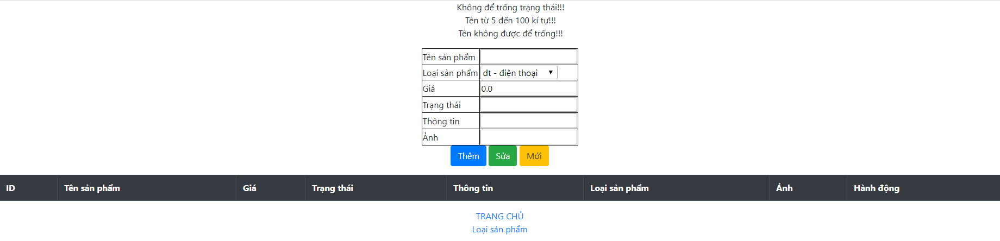 Không để trống trạng thái!!!
Tên từ 5 đến 100 kí tự!!!
Tên không được để trống!!!
Tên sản phẩm
Loại sản phẩm dt - điện thoại
Giá 0.0
Trạng thái
Thông tin
Ảnh
Thêm Sửa Mới
ID Tên sản phẩm Giá Trạng thái Thông tin Loại sản phẩm Ảnh Hành động
TRANG CHỦ
Loại sản phẩm